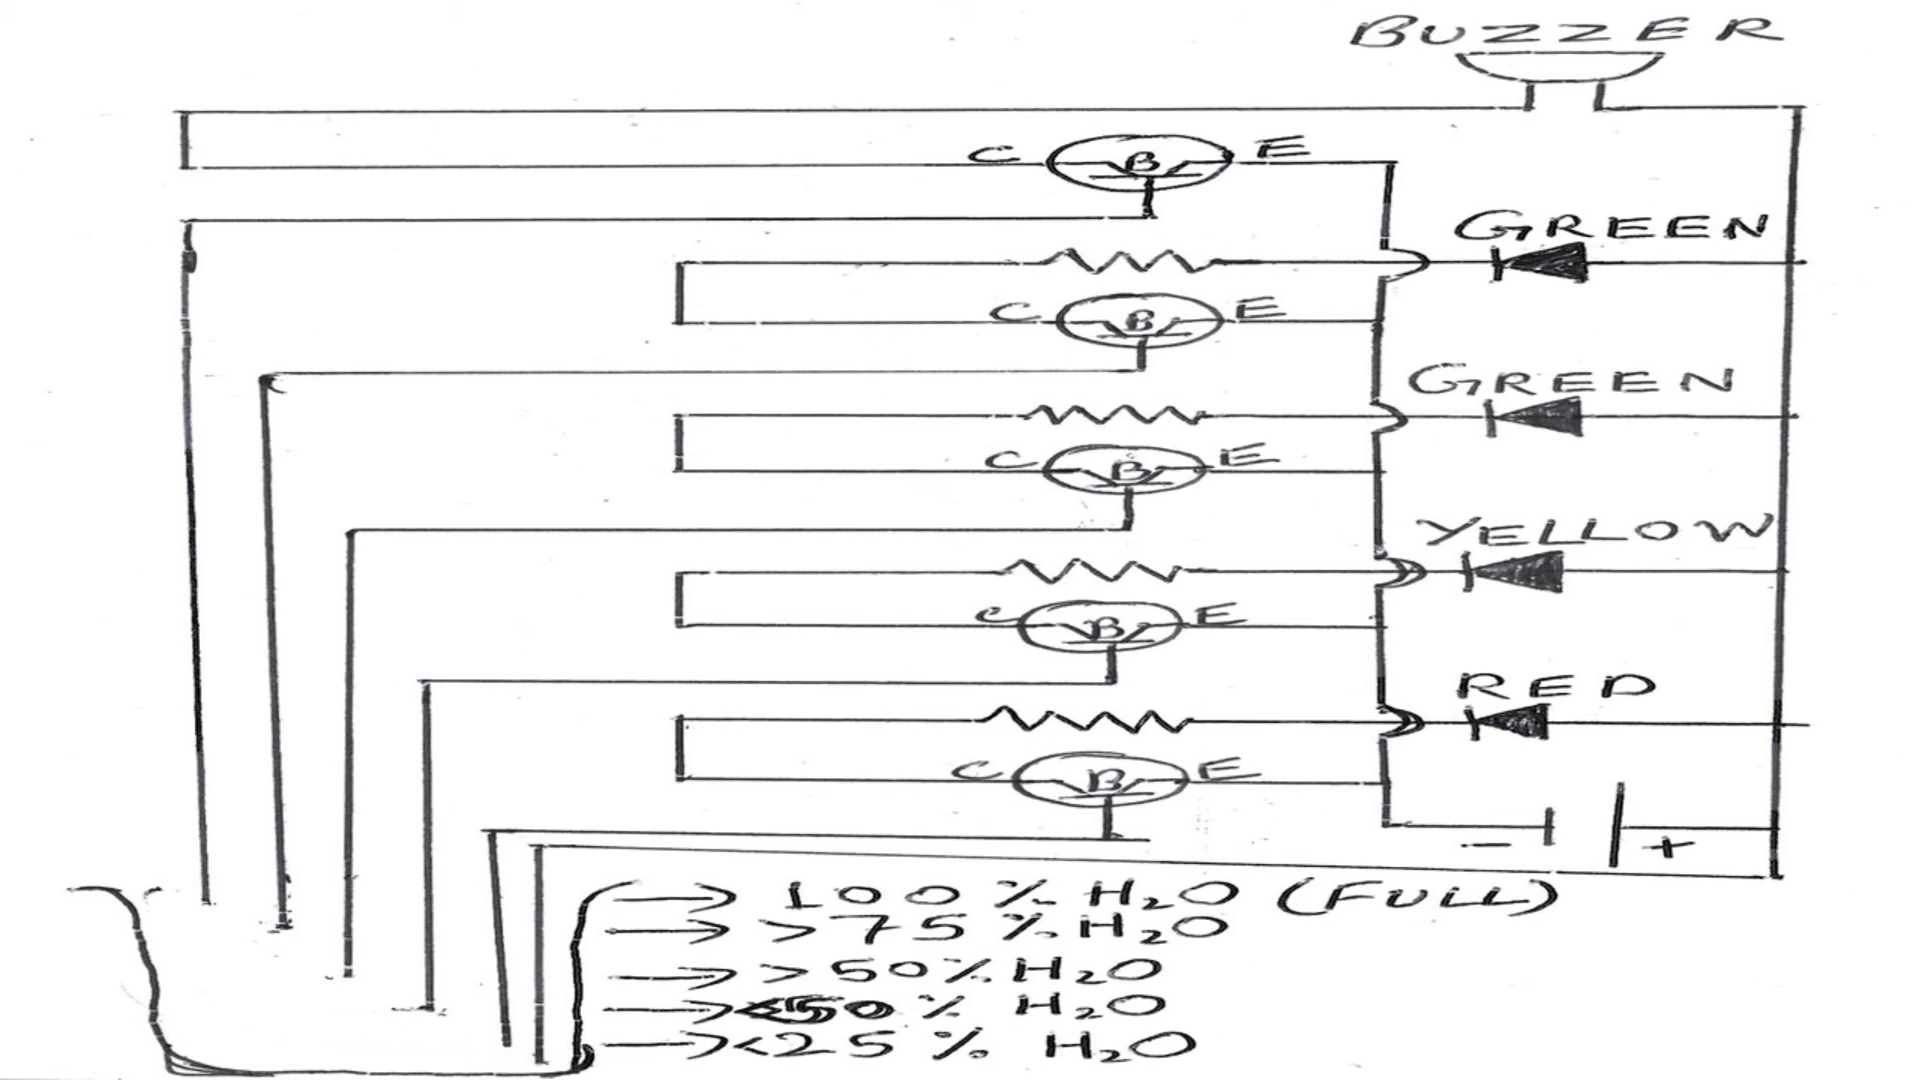 BUZZER
C B E
GREEN
C B E
GREEN
C B E
YELLOW
C B E
RED
C B E
- +
→ 100% H₂O (FULL)
→ >75% H₂O
→ >50% H₂O
→ <50% H₂O
→ <25% H₂O